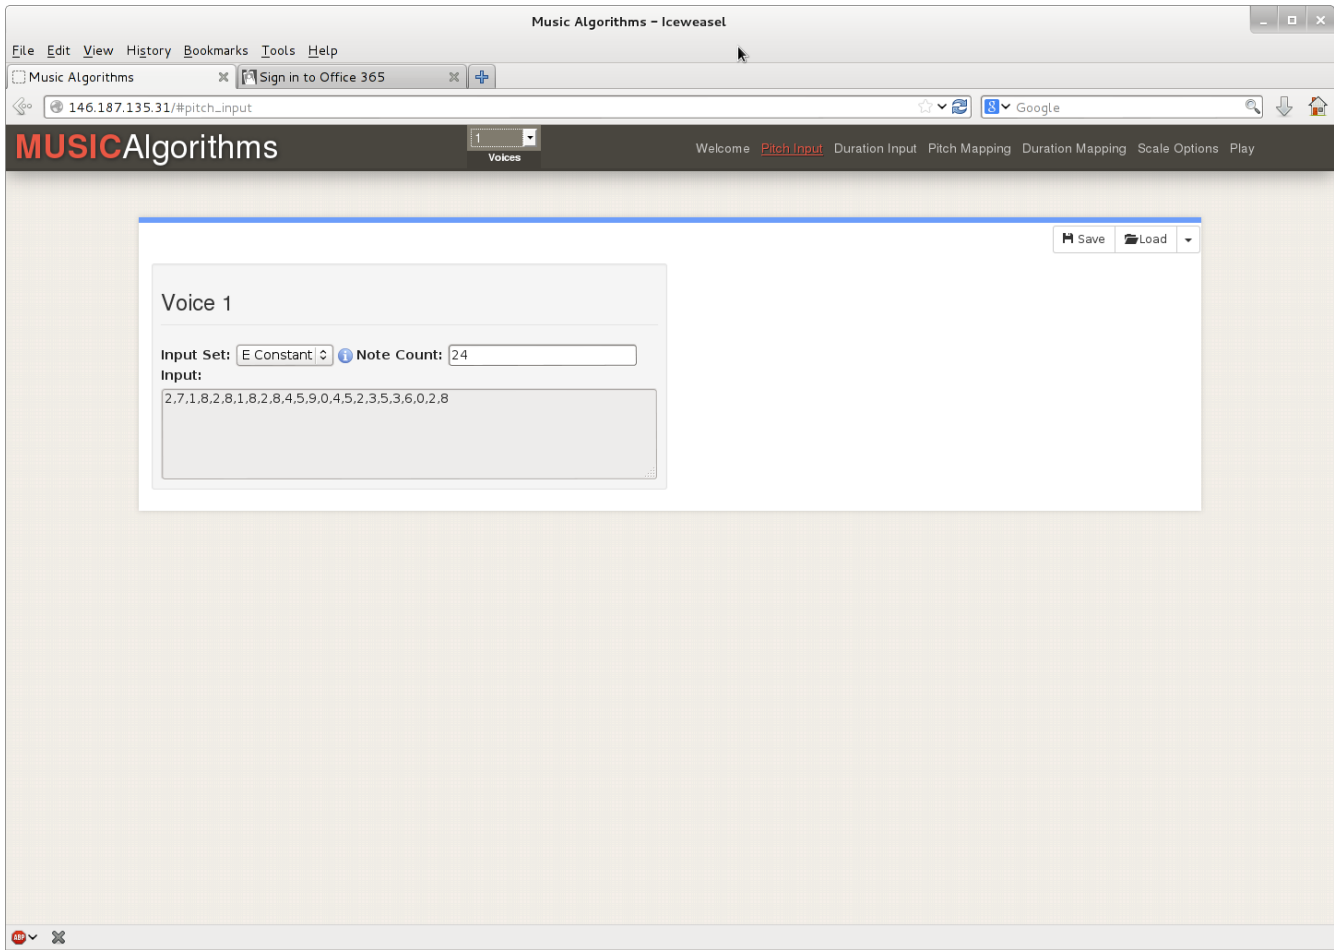 Music Algorithms - Iceweasel
File Edit View History Bookmarks Tools Help
Music Algorithms Sign in to Office 365
146.187.135.31/#pitch_input Google
MUSICAlgorithms 1 Welcome Pitch Input Duration Input Pitch Mapping Duration Mapping Scale Options Play
Voices
Save Load
Voice 1
Input Set: E Constant Note Count: 24
Input:
2,7,1,8,2,8,1,8,2,8,4,5,9,0,4,5,2,3,5,3,6,0,2,8
ABP